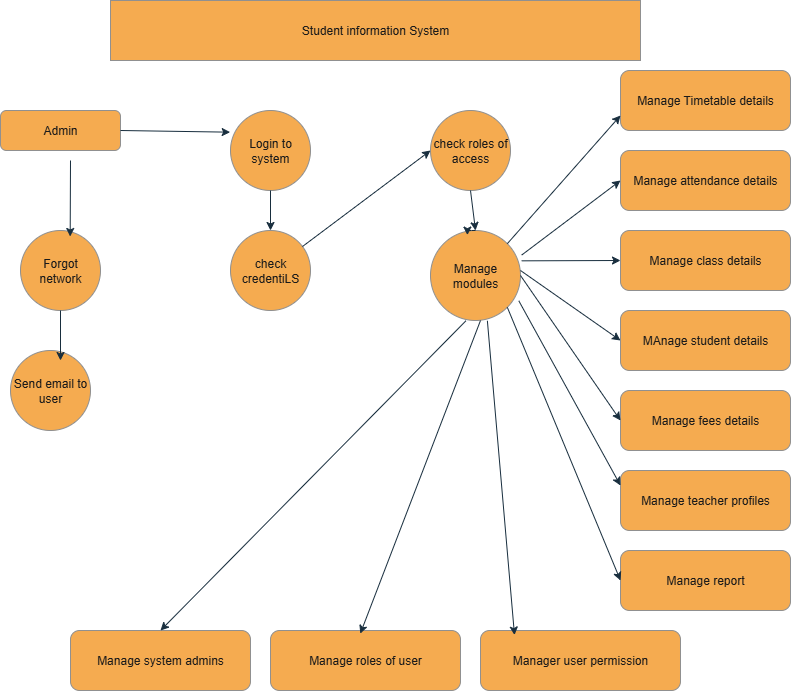 Student information System
Manage Timetable details
Admin
Login to
system
check roles of
access
Manage attendance details
Forgot
network
check
credentiLS
Manage
modules
Manage class details
MAnage student details
Send email to
user
Manage fees details
Manage teacher profiles
Manage report
Manage system admins
Manage roles of user
Manager user permission